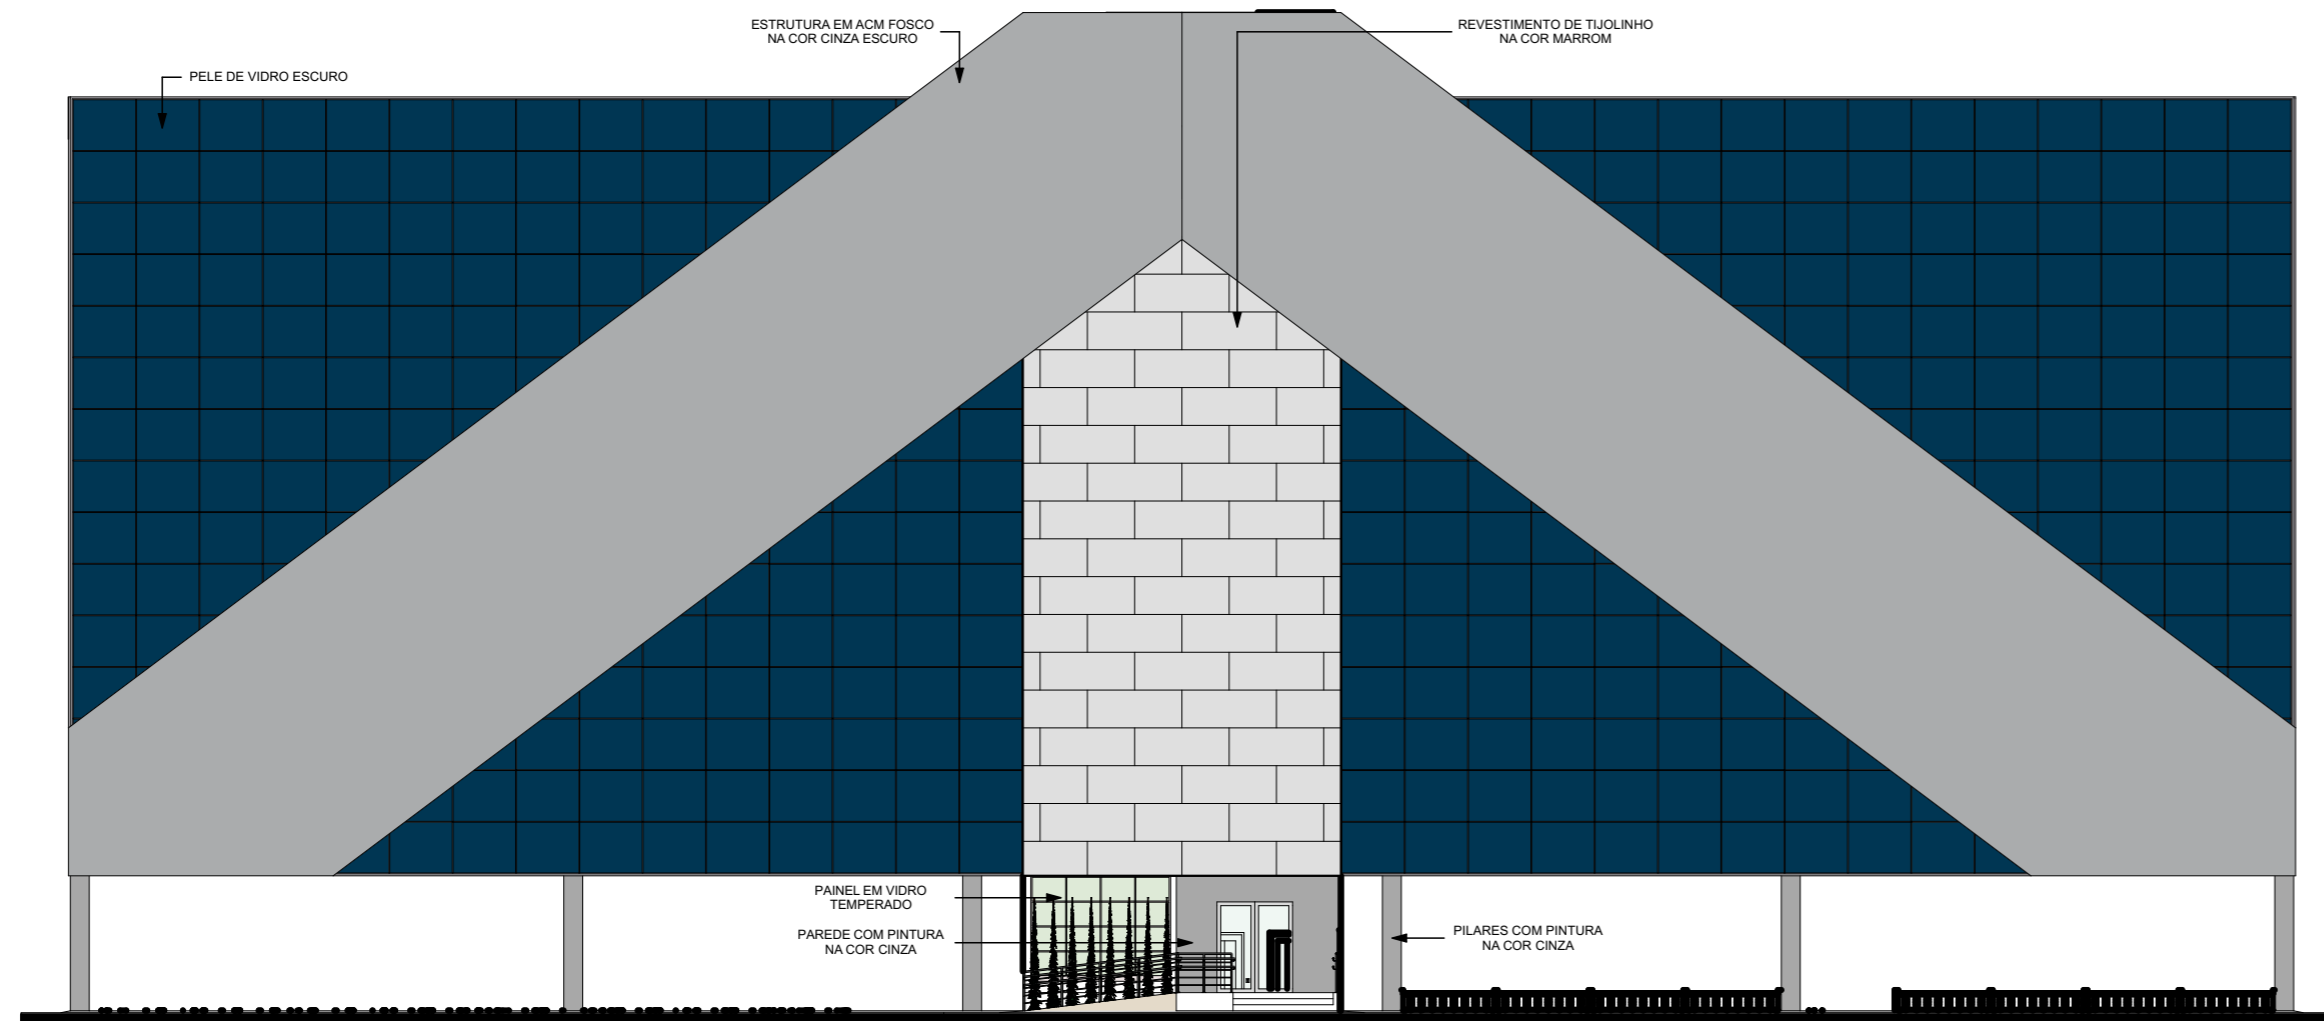 ESTRUTURA EM ACM FOSCO
NA COR CINZA ESCURO
REVESTIMENTO DE TIJOLINHO
NA COR MARROM
PELE DE VIDRO ESCURO
PAINEL EM VIDRO
TEMPERADO
PAREDE COM PINTURA
NA COR CINZA
PILARES COM PINTURA
NA COR CINZA